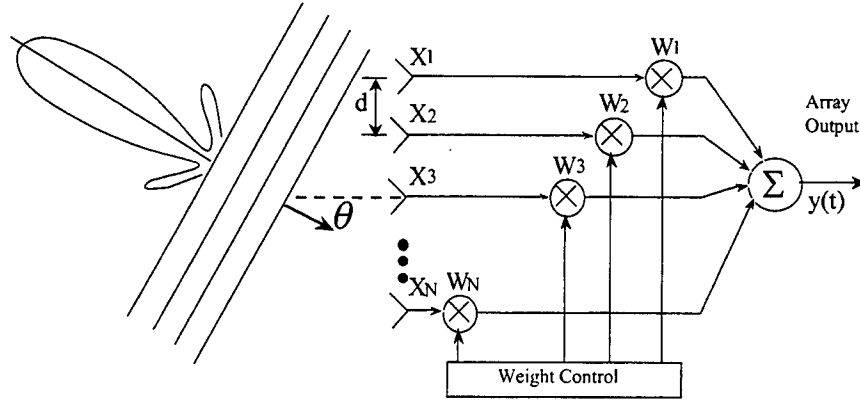 X1
W1
d
X2
W2
Array
Output
X3
W3
Σ
y(t)
θ
XN
WN
Weight Control